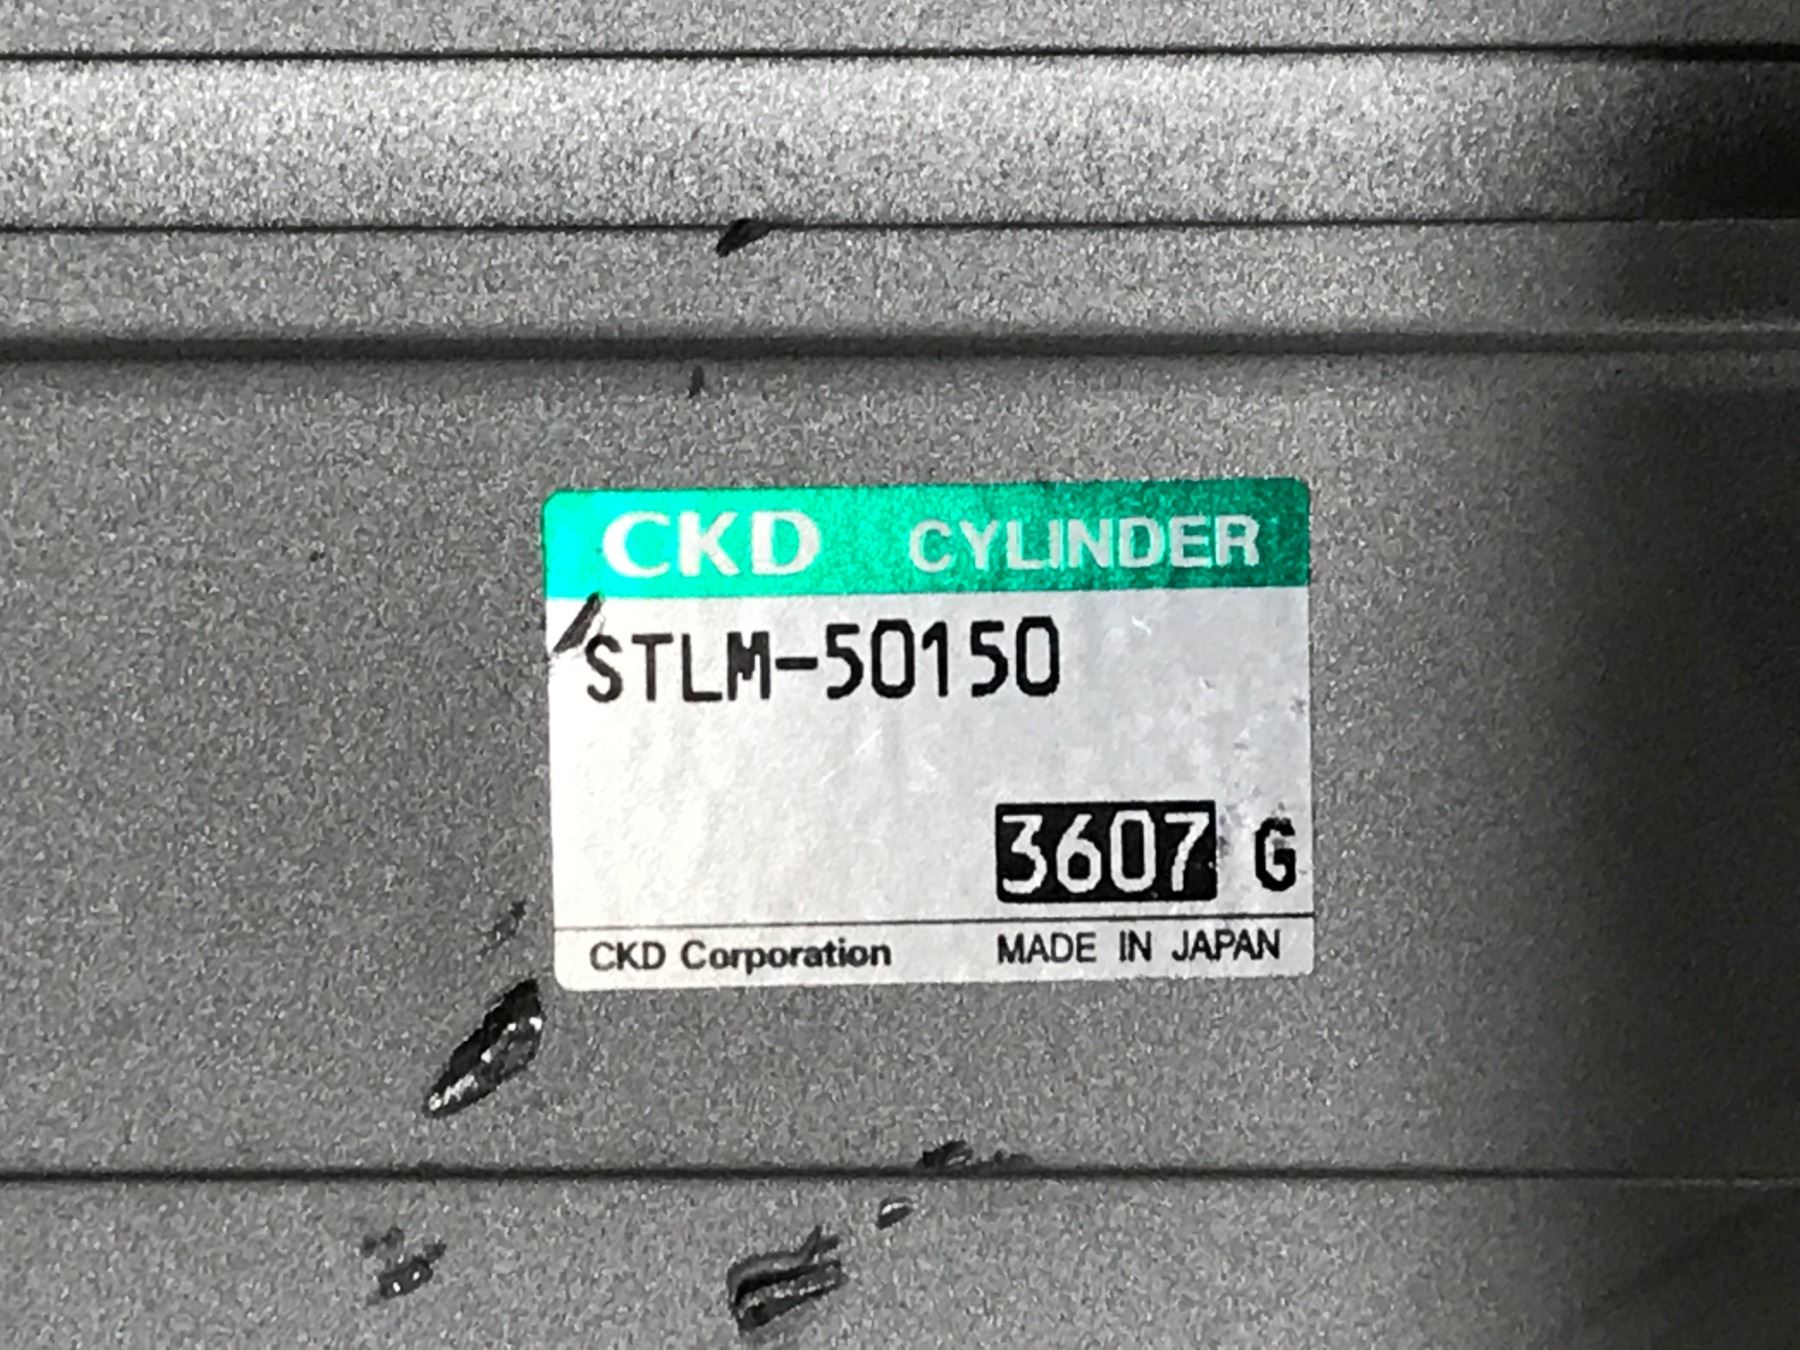 CKD CYLINDER
STLM-50150
3607 G
CKD Corporation MADE IN JAPAN